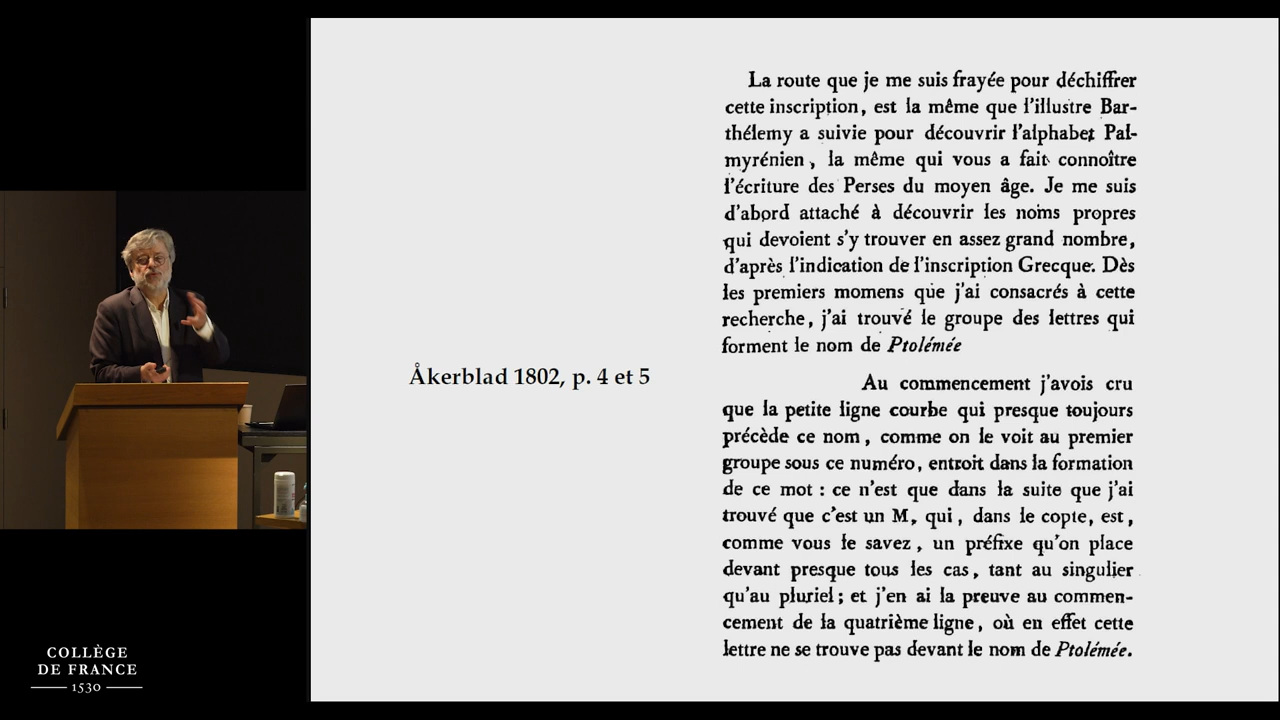 La route que je me suis frayée pour déchiffrer
cette inscription, est la même que l'illustre Bar-
thélemy a suivie pour découvrir l'alphabet Pal-
myrénien, la même qui vous a fait connoître
l'écriture des Perses du moyen âge. Je me suis
d'abord attaché à découvrir les noms propres
qui devoient s'y trouver en assez grand nombre,
d'après l'indication de l'inscription Grecque. Dès
les premiers momens que j'ai consacrés à cette
recherche, j'ai trouvé le groupe des lettres qui
forment le nom de Ptolémée
Åkerblad 1802, p. 4 et 5
Au commencement j'avois cru
que la petite ligne courbe qui presque toujours
précède ce nom, comme on le voit au premier
groupe sous ce numéro, entroit dans la formation
de ce mot : ce n'est que dans la suite que j'ai
trouvé que c'est un M, qui, dans le copte, est,
comme vous le savez, un préfixe qu'on place
devant presque tous les cas, tant au singulier
qu'au pluriel; et j'en ai la preuve au commen-
cement de la quatrième ligne, où en effet cette
lettre ne se trouve pas devant le nom de Ptolémée.
COLLÈGE
DE FRANCE
1530